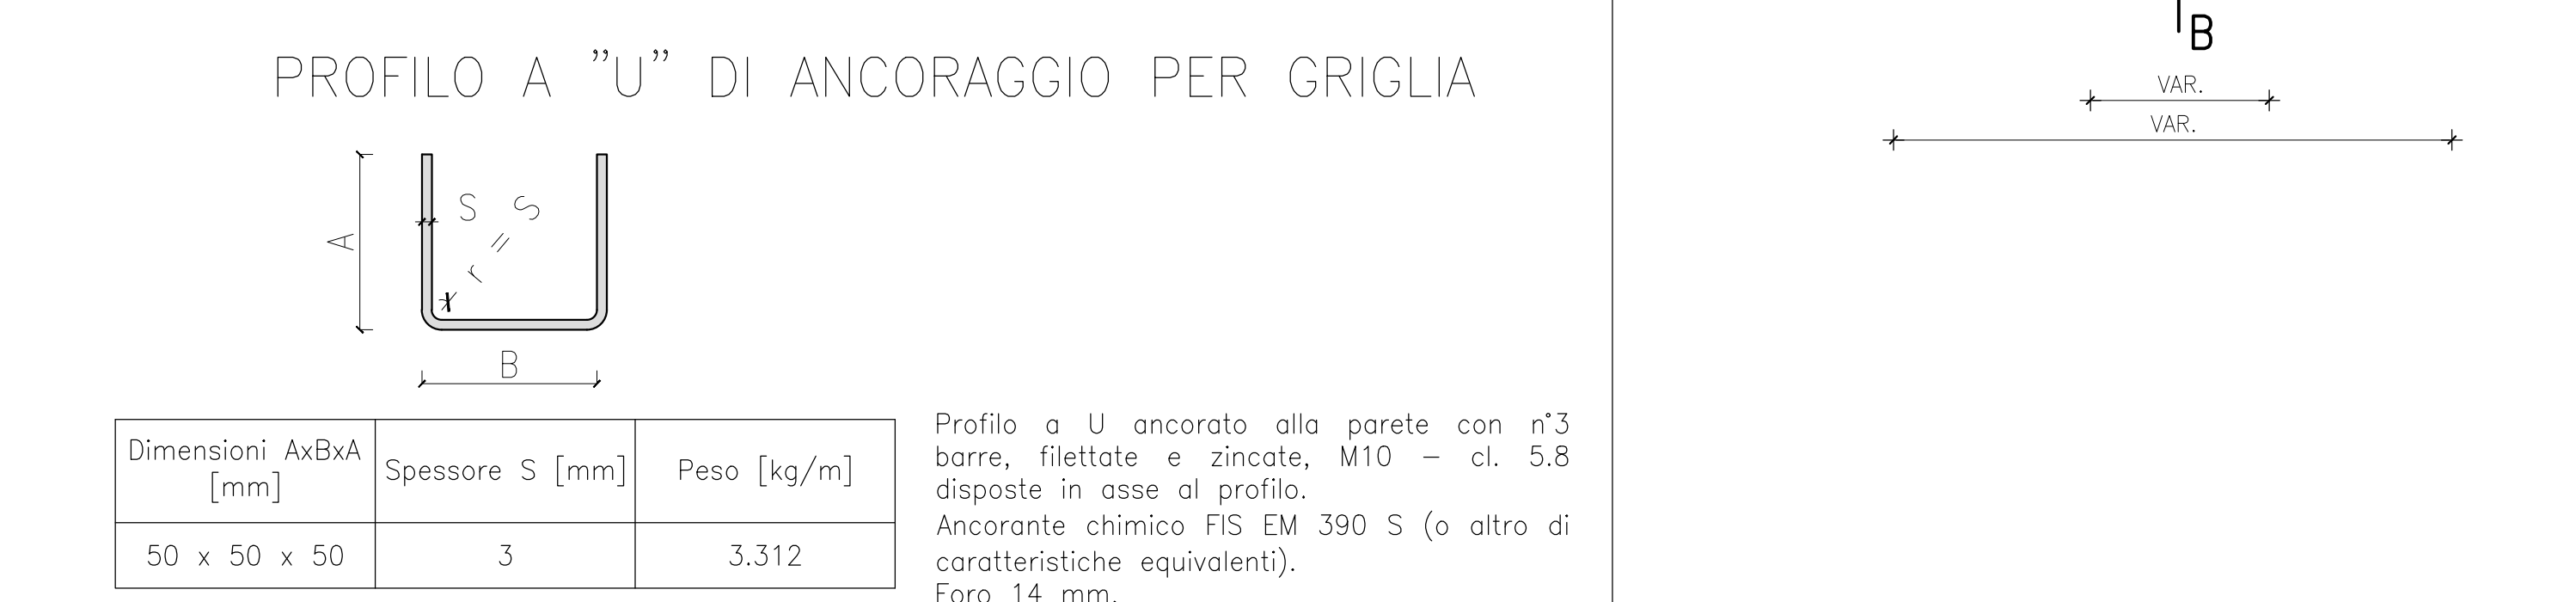 PROFILO A ”U” DI ANCORAGGIO PER GRIGLIA
A
S
r = S
B
Dimensioni AxBxA
[mm]
Spessore S [mm]
Peso [kg/m]
50 x 50 x 50
3
3.312
Profilo a U ancorato alla parete con n°3
barre, filettate e zincate, M10 – cl. 5.8
disposte in asse al profilo.
Ancorante chimico FIS EM 390 S (o altro di
caratteristiche equivalenti).
Foro 14 mm.
B
VAR.
VAR.